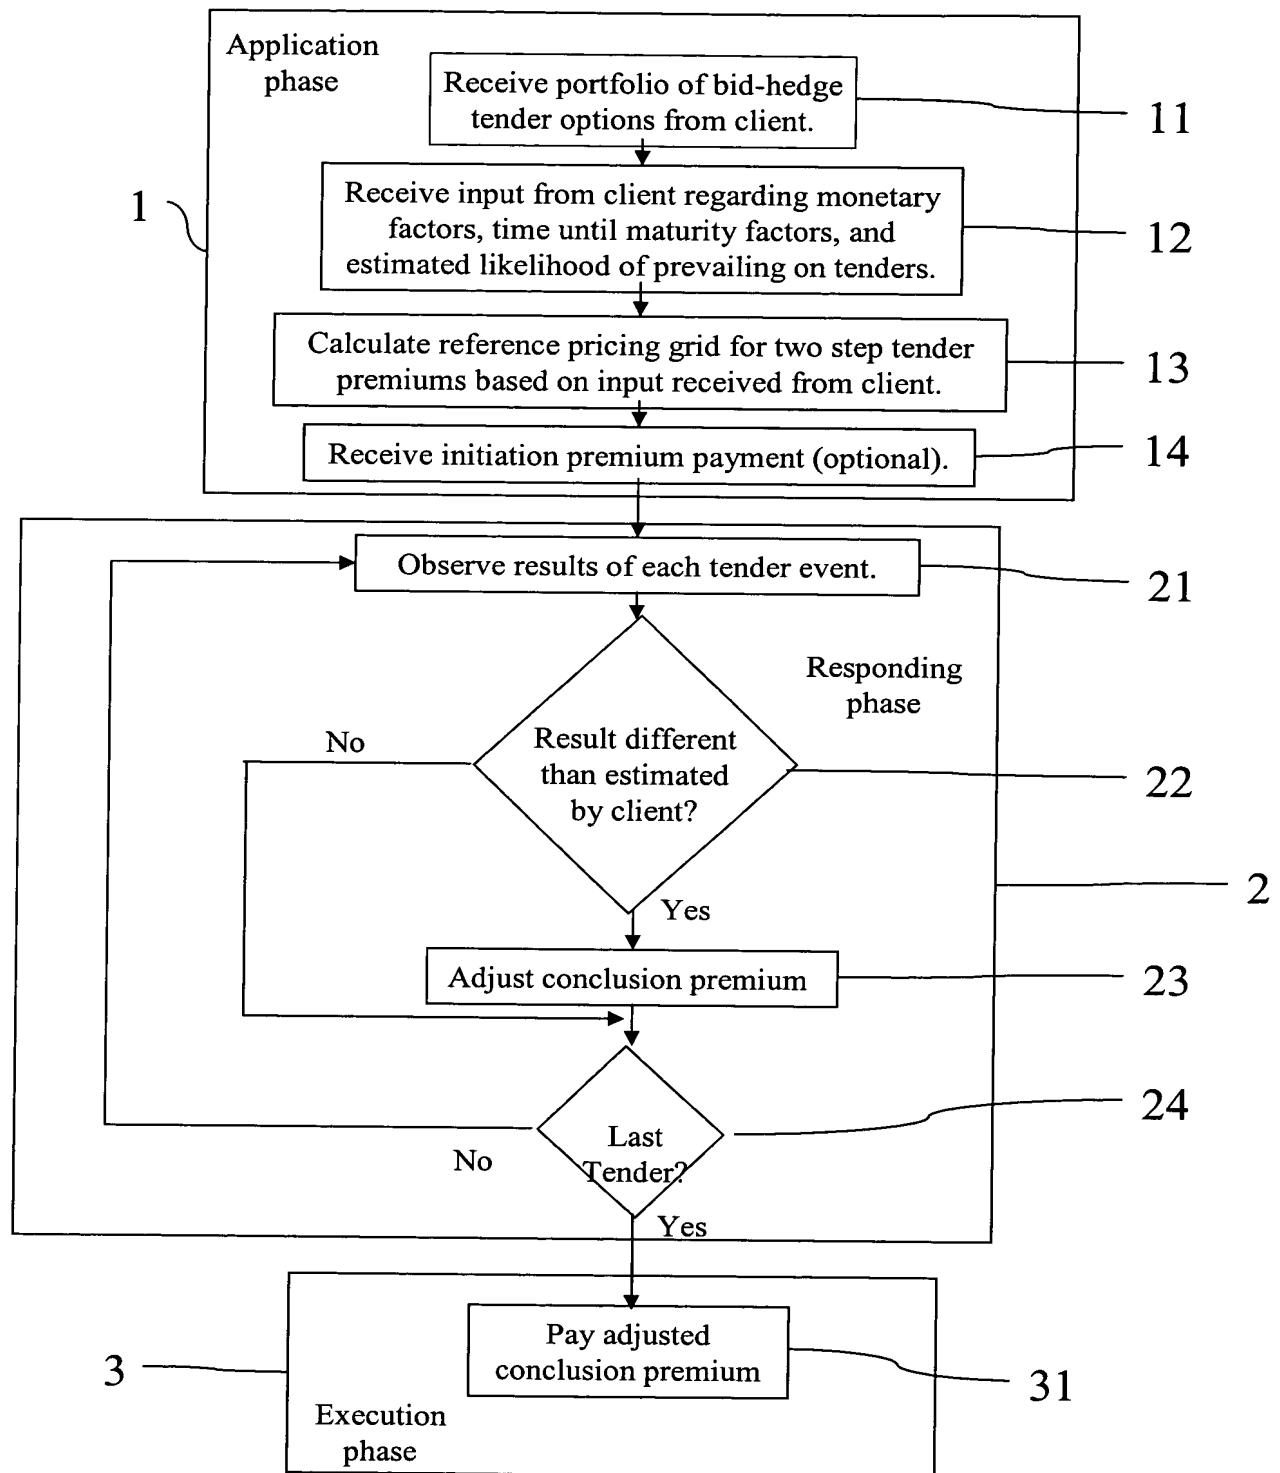 Application
phase
Receive portfolio of bid-hedge
tender options from client.
11
Receive input from client regarding monetary
factors, time until maturity factors, and
estimated likelihood of prevailing on tenders.
1
12
Calculate reference pricing grid for two step tender
premiums based on input received from client.
13
Receive initiation premium payment (optional).
14
Observe results of each tender event.
21
Responding
phase
No
Result different
than estimated
by client?
22
2
Yes
Adjust conclusion premium
23
24
Last
Tender?
No
Yes
Pay adjusted
conclusion premium
3
31
Execution
phase